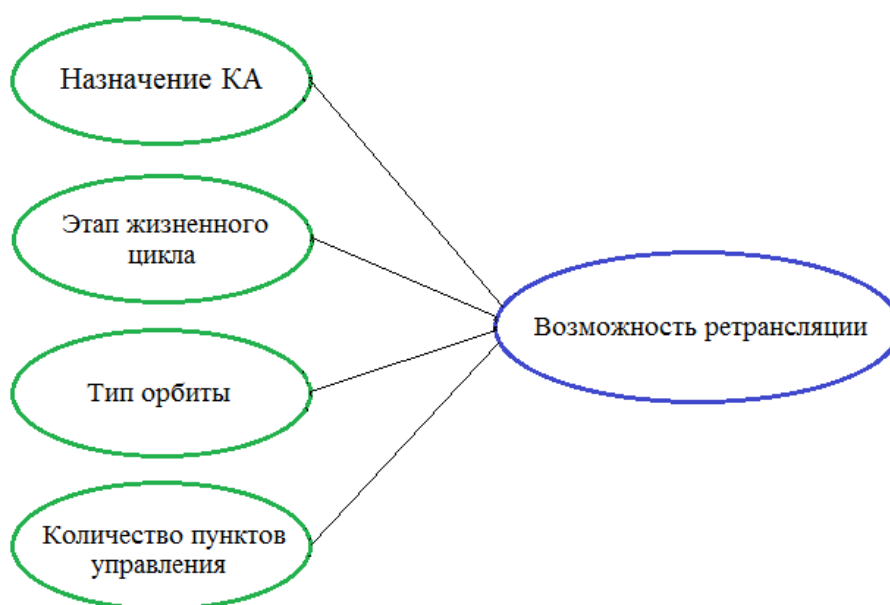 Назначение КА
Этап жизненного
цикла
Возможность ретрансляции
Тип орбиты
Количество пунктов
управления